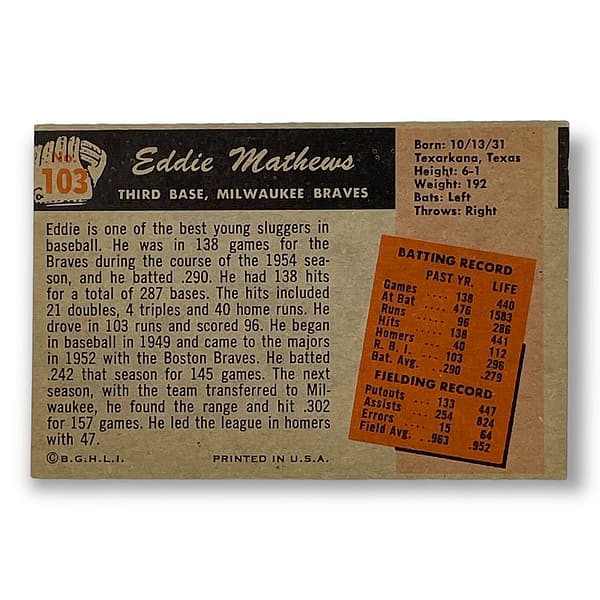 No.
103
Eddie Mathews
THIRD BASE, MILWAUKEE BRAVES
Born: 10/13/31
Texarkana, Texas
Height: 6-1
Weight: 192
Bats: Left
Throws: Right
Eddie is one of the best young sluggers in
baseball. He was in 138 games for the
Braves during the course of the 1954 sea-
son, and he batted .290. He had 138 hits
for a total of 287 bases. The hits included
21 doubles, 4 triples and 40 home runs. He
drove in 103 runs and scored 96. He began
in baseball in 1949 and came to the majors
in 1952 with the Boston Braves. He batted
.242 that season for 145 games. The next
season, with the team transferred to Mil-
waukee, he found the range and hit .302
for 157 games. He led the league in homers
with 47.
©B.G.H.L.I. PRINTED IN U.S.A.
BATTING RECORD
PAST YR. LIFE
Games .... 138 440
At Bat .... 476 1583
Runs .... 96 286
Hits .... 138 441
Homers .... 40 112
R. B. I. .... 103 296
Bat. Avg. .... .290 .279
FIELDING RECORD
Putouts .... 133 447
Assists .... 254 824
Errors .... 15 64
Field Avg. .... .963 .952